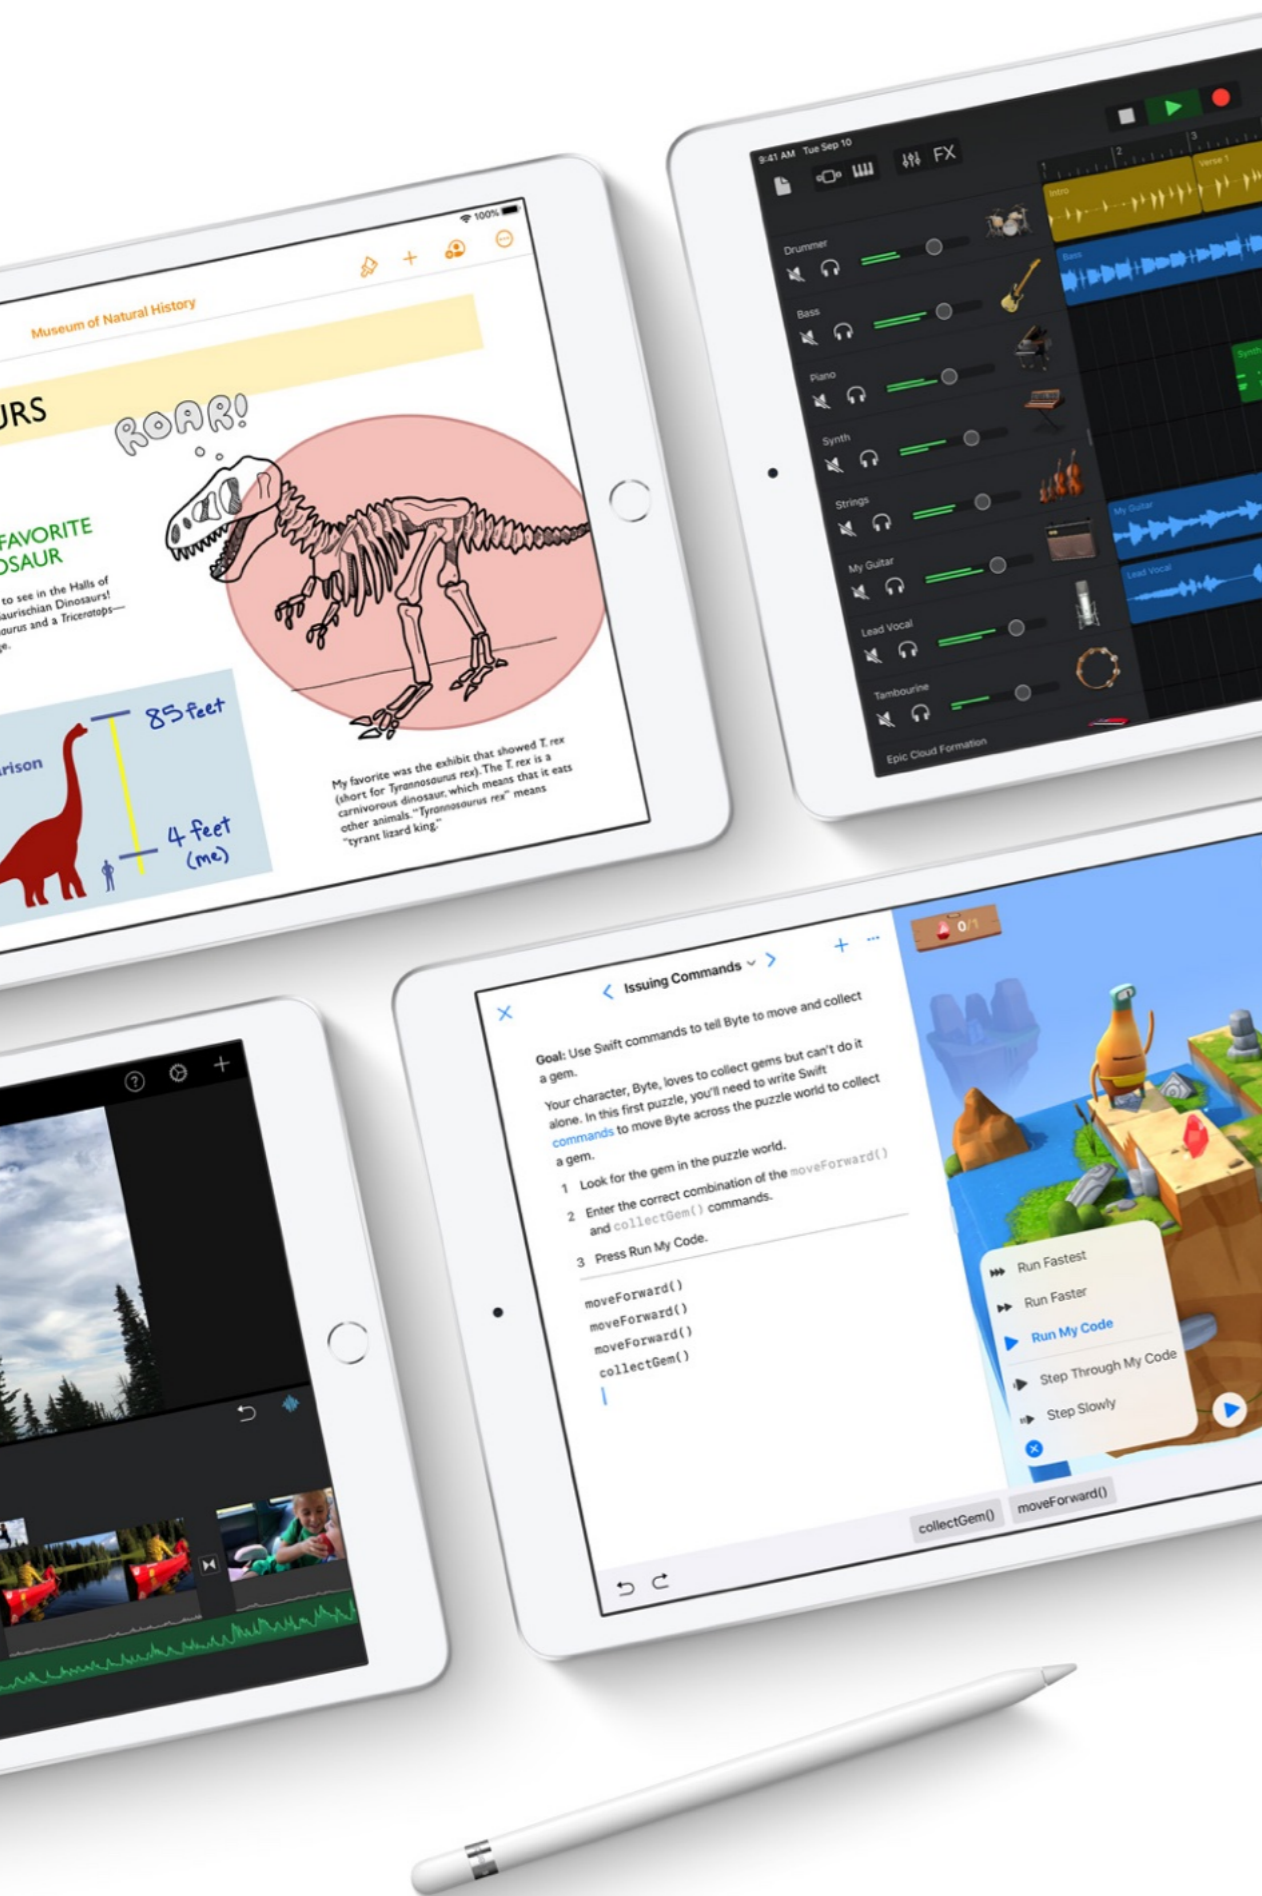 100%
Museum of Natural History
ROAR!
FAVORITE
to see in the Halls of
Dinosaurs!
and a Triceratops—
85 feet
4 feet
(me)
My favorite was the exhibit that showed T. rex
(short for Tyrannosaurus rex). The T. rex is a
carnivorous dinosaur, which means that it eats
other animals. "Tyrannosaurus rex" means
"tyrant lizard king."
9:41 AM Tue Sep 10
FX
1 2 3
Intro Verse 1
Drummer
Bass
Bass
Piano
Synth
Synth
Strings
My Guitar
My Guitar
Lead Vocal
Lead Vocal
Tambourine
Epic Cloud Formation
Issuing Commands
Goal: Use Swift commands to tell Byte to move and collect
a gem.
Your character, Byte, loves to collect gems but can't do it
alone. In this first puzzle, you'll need to write Swift
commands to move Byte across the puzzle world to collect
a gem.
1 Look for the gem in the puzzle world.
2 Enter the correct combination of the moveForward()
and collectGem() commands.
3 Press Run My Code.
moveForward()
moveForward()
moveForward()
collectGem()
0/1
Run Fastest
Run Faster
Run My Code
Step Through My Code
Step Slowly
collectGem() moveForward()